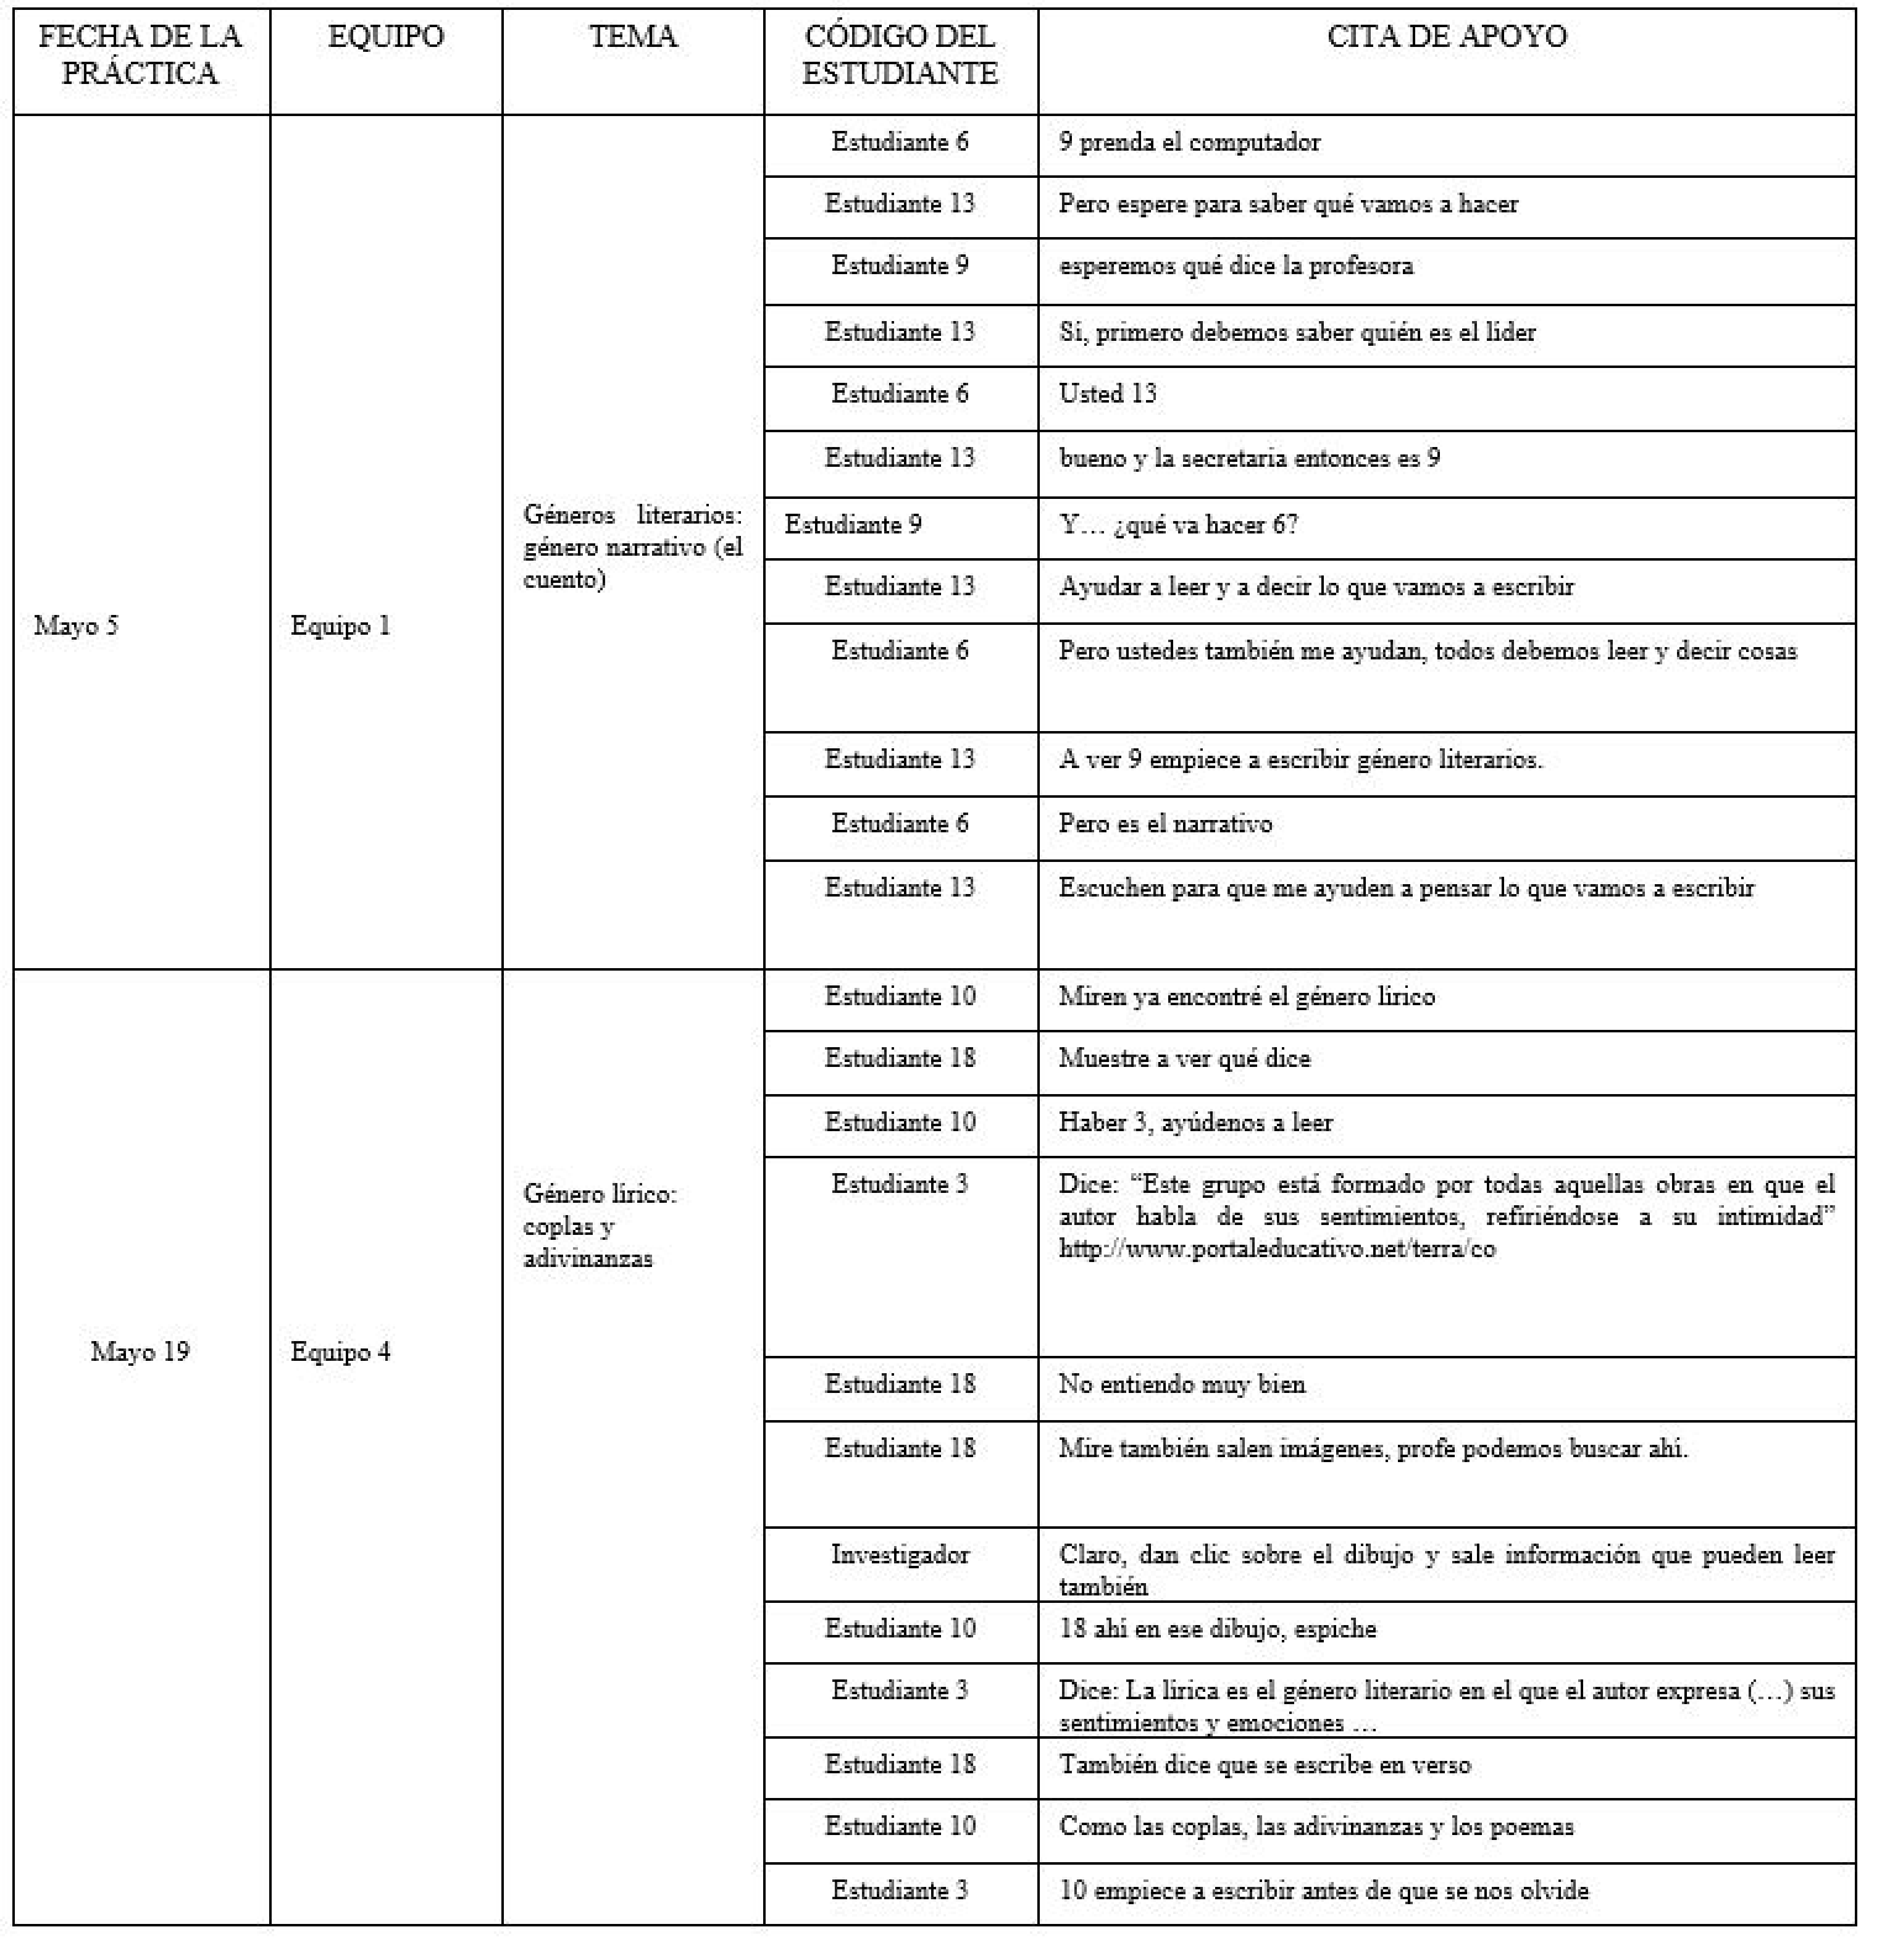 FECHA DE LA
PRÁCTICA
EQUIPO
TEMA
CÓDIGO DEL
ESTUDIANTE
CITA DE APOYO
Mayo 5
Equipo 1
Géneros literarios:
género narrativo (el
cuento)
Estudiante 6
9 prenda el computador
Estudiante 13
Pero espere para saber qué vamos a hacer
Estudiante 9
esperemos qué dice la profesora
Estudiante 13
Si, primero debemos saber quién es el líder
Estudiante 6
Usted 13
Estudiante 13
bueno y la secretaria entonces es 9
Estudiante 9
Y… ¿qué va hacer 6?
Estudiante 13
Ayudar a leer y a decir lo que vamos a escribir
Estudiante 6
Pero ustedes también me ayudan, todos debemos leer y decir cosas
Estudiante 13
A ver 9 empiece a escribir género literarios.
Estudiante 6
Pero es el narrativo
Estudiante 13
Escuchen para que me ayuden a pensar lo que vamos a escribir
Mayo 19
Equipo 4
Género lírico:
coplas y
adivinanzas
Estudiante 10
Miren ya encontré el género lírico
Estudiante 18
Muestre a ver qué dice
Estudiante 10
Haber 3, ayúdenos a leer
Estudiante 3
Dice: “Este grupo está formado por todas aquellas obras en que el
autor habla de sus sentimientos, refiriéndose a su intimidad”
http://www.portaleducativo.net/terra/co
Estudiante 18
No entiendo muy bien
Estudiante 18
Mire también salen imágenes, profe podemos buscar ahí.
Investigador
Claro, dan clic sobre el dibujo y sale información que pueden leer
también
Estudiante 10
18 ahí en ese dibujo, espiche
Estudiante 3
Dice: La lírica es el género literario en el que el autor expresa (…) sus
sentimientos y emociones …
Estudiante 18
También dice que se escribe en verso
Estudiante 10
Como las coplas, las adivinanzas y los poemas
Estudiante 3
10 empiece a escribir antes de que se nos olvide